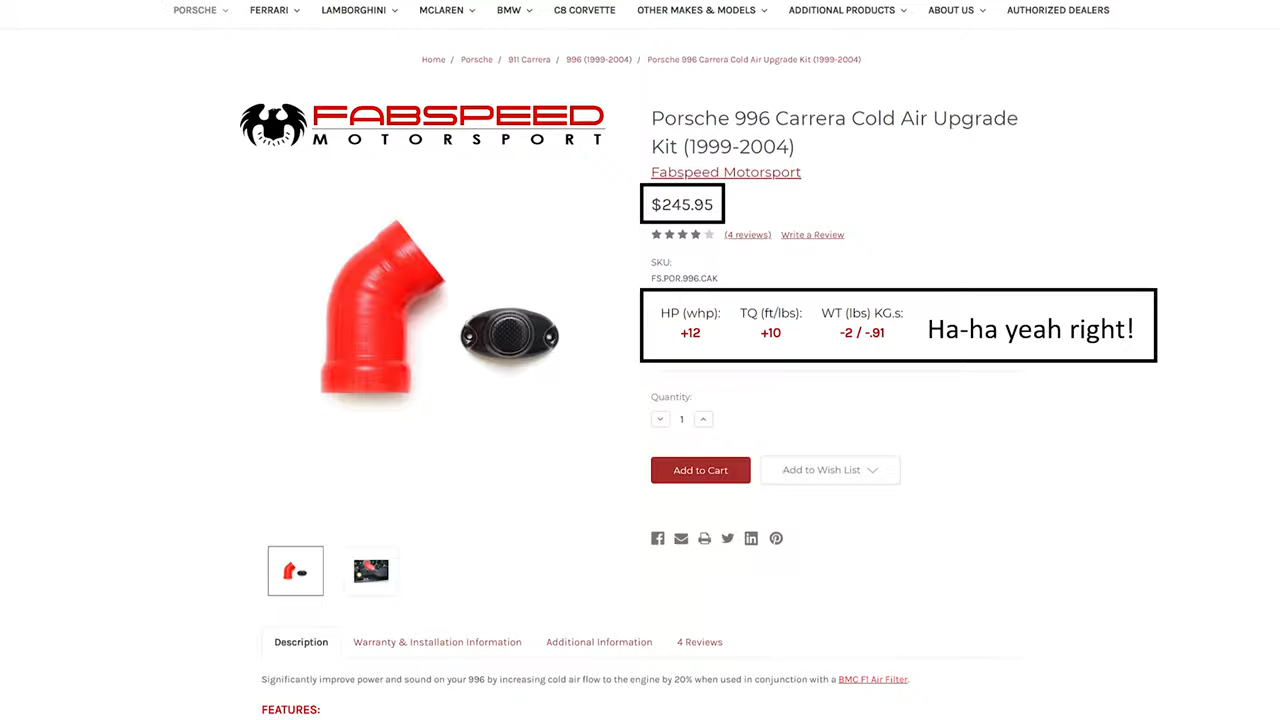 PORSCHE FERRARI LAMBORGHINI MCLAREN BMW C8 CORVETTE OTHER MAKES & MODELS ADDITIONAL PRODUCTS ABOUT US AUTHORIZED DEALERS
Home / Porsche / 911 Carrera / 996 (1999-2004) / Porsche 996 Carrera Cold Air Upgrade Kit (1999-2004)
FABSPEED
MOTORSPORT
Porsche 996 Carrera Cold Air Upgrade
Kit (1999-2004)
Fabspeed Motorsport
$245.95
(4 reviews) Write a Review
SKU:
FS.POR.996.CAK
HP (whp): TQ (ft/lbs): WT (lbs) KG.s:
+12 +10 -2 / -.91
Ha-ha yeah right!
Quantity:
1
Add to Cart Add to Wish List
Description Warranty & Installation Information Additional Information 4 Reviews
Significantly improve power and sound on your 996 by increasing cold air flow to the engine by 20% when used in conjunction with a BMC F1 Air Filter.
FEATURES: